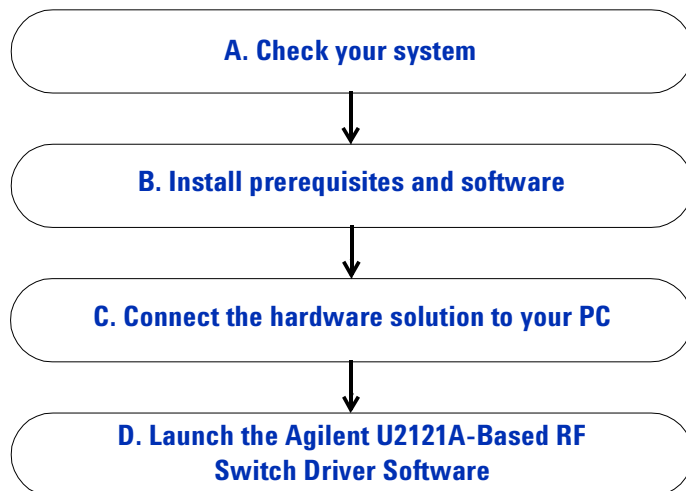 A. Check your system
B. Install prerequisites and software
C. Connect the hardware solution to your PC
D. Launch the Agilent U2121A-Based RF
Switch Driver Software